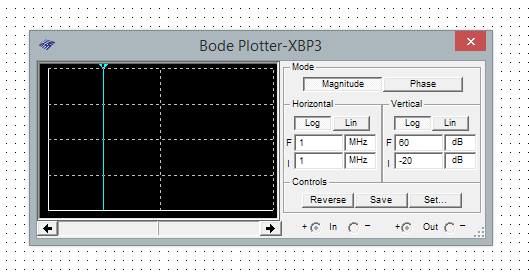 Bode Plotter-XBP3
Mode
Magnitude Phase
Horizontal Vertical
Log Lin Log Lin
F 1 MHz F 60 dB
I 1 MHz I -20 dB
Controls
Reverse Save Set...
+ In − + Out −